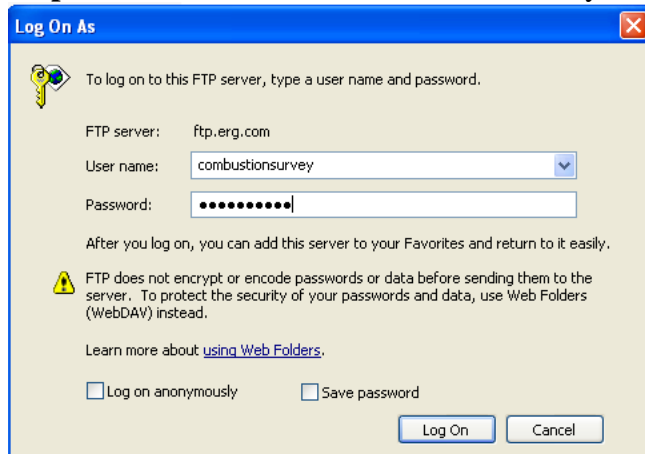 Log On As
To log on to this FTP server, type a user name and password.
FTP server: ftp.erg.com
User name: combustionsurvey
Password: ●●●●●●●●●●
After you log on, you can add this server to your Favorites and return to it easily.
FTP does not encrypt or encode passwords or data before sending them to the
server. To protect the security of your passwords and data, use Web Folders
(WebDAV) instead.
Learn more about using Web Folders.
Log on anonymously Save password
Log On Cancel